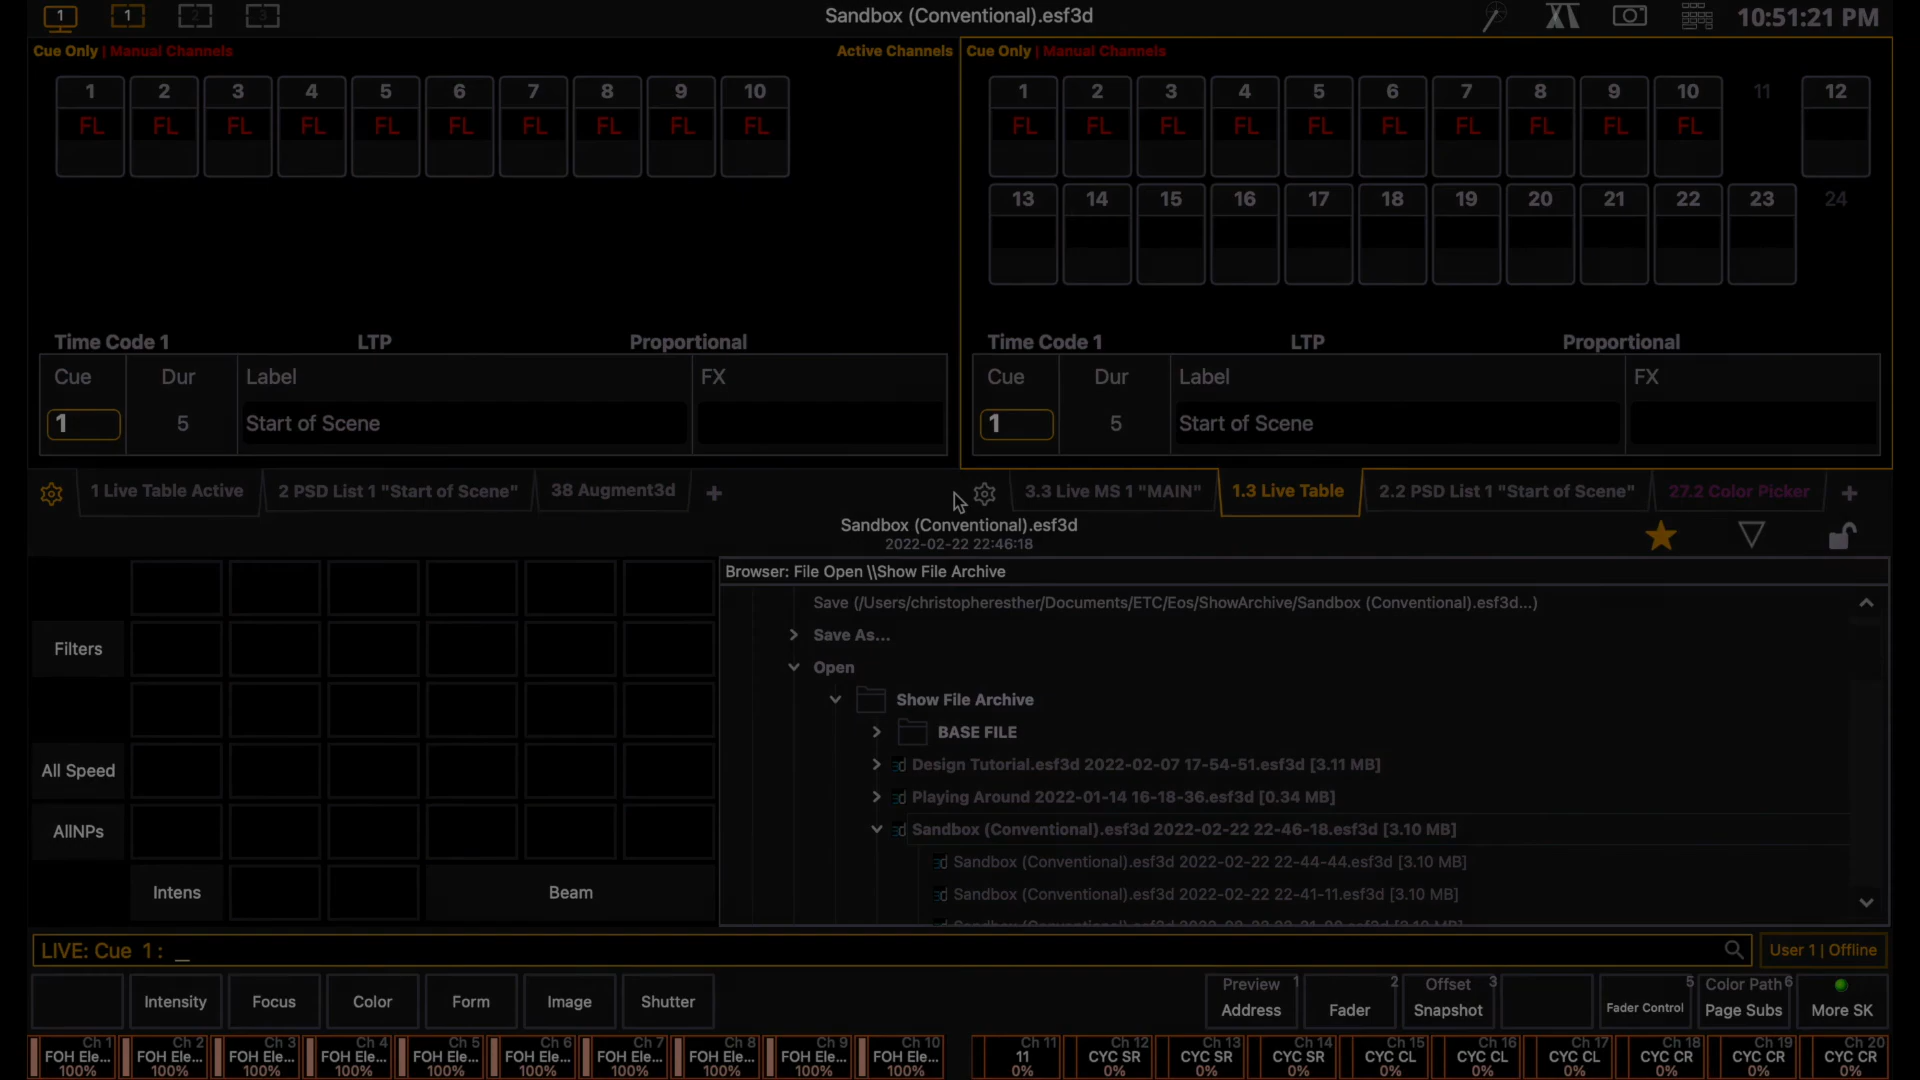 1 1 2 3 Sandbox (Conventional).esf3d 10:51:21 PM
Cue Only | Manual Channels Active Channels Cue Only | Manual Channels
1 2 3 4 5 6 7 8 9 10 1 2 3 4 5 6 7 8 9 10 11 12
FL FL FL FL FL FL FL FL FL FL FL FL FL FL FL FL FL FL FL FL
13 14 15 16 17 18 19 20 21 22 23 24
Time Code 1 LTP Proportional Time Code 1 LTP Proportional
Cue Dur Label FX Cue Dur Label FX
1 5 Start of Scene 1 5 Start of Scene
1 Live Table Active 2 PSD List 1 "Start of Scene" 38 Augment3d + 3.3 Live MS 1 "MAIN" 1.3 Live Table 2.2 PSD List 1 "Start of Scene" 27.2 Color Picker +
Sandbox (Conventional).esf3d
2022-02-22 22:46:18
Browser: File Open \\Show File Archive
Save (/Users/christopheresther/Documents/ETC/Eos/ShowArchive/Sandbox (Conventional).esf3d...)
Save As...
Open
Show File Archive
BASE FILE
Design Tutorial.esf3d 2022-02-07 17-54-51.esf3d [3.11 MB]
Playing Around 2022-01-14 16-18-36.esf3d [0.34 MB]
Sandbox (Conventional).esf3d 2022-02-22 22-46-18.esf3d [3.10 MB]
Sandbox (Conventional).esf3d 2022-02-22 22-44-44.esf3d [3.10 MB]
Sandbox (Conventional).esf3d 2022-02-22 22-41-11.esf3d [3.10 MB]
Filters
All Speed
AllNPs
Intens Beam
LIVE: Cue 1 : _ User 1 | Offline
Intensity Focus Color Form Image Shutter
Preview 1 2 Offset 3 5 Color Path 6
Address Fader Snapshot Fader Control Page Subs More SK
Ch 1 Ch 2 Ch 3 Ch 4 Ch 5 Ch 6 Ch 7 Ch 8 Ch 9 Ch 10 Ch 11 Ch 12 Ch 13 Ch 14 Ch 15 Ch 16 Ch 17 Ch 18 Ch 19 Ch 20
FOH Ele... FOH Ele... FOH Ele... FOH Ele... FOH Ele... FOH Ele... FOH Ele... FOH Ele... FOH Ele... FOH Ele... 11 CYC SR CYC SR CYC SR CYC CL CYC CL CYC CL CYC CR CYC CR CYC CR
100% 100% 100% 100% 100% 100% 100% 100% 100% 100% 0% 0% 0% 0% 0% 0% 0% 0% 0% 0%